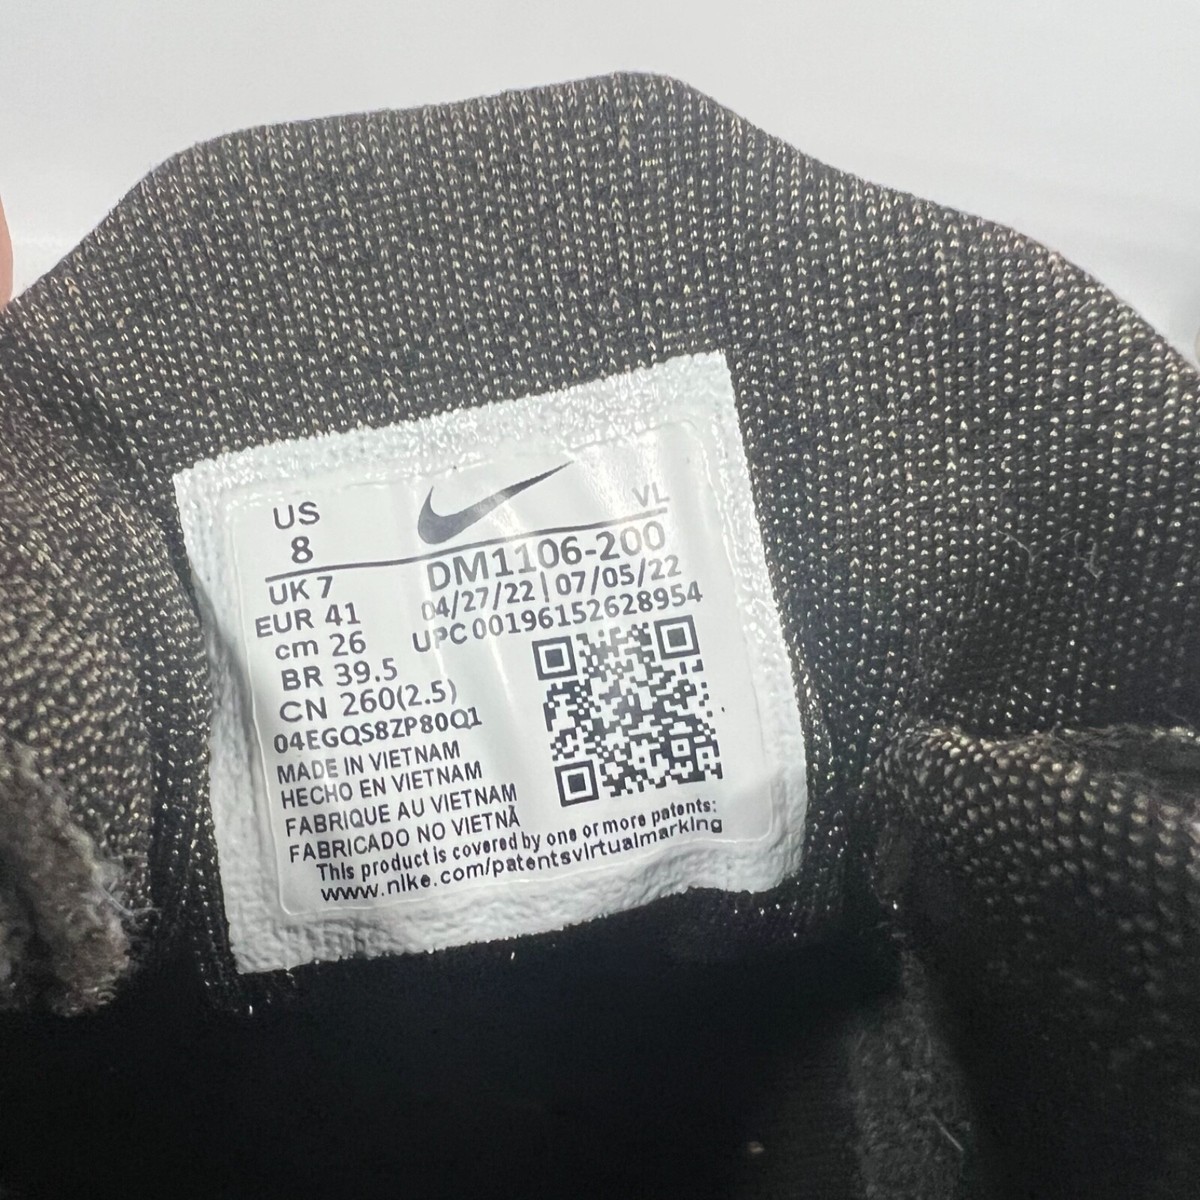 US
8
VL
DM1106-200
04/27/22 | 07/05/22
UPC 00196152628954
UK 7
EUR 41
cm 26
BR 39.5
CN 260(2.5)
04EGQS8ZP80Q1
MADE IN VIETNAM
HECHO EN VIETNAM
FABRIQUE AU VIETNAM
FABRICADO NO VIETNÃ
This product is covered by one or more patents:
www.nike.com/patentsvirtualmarking